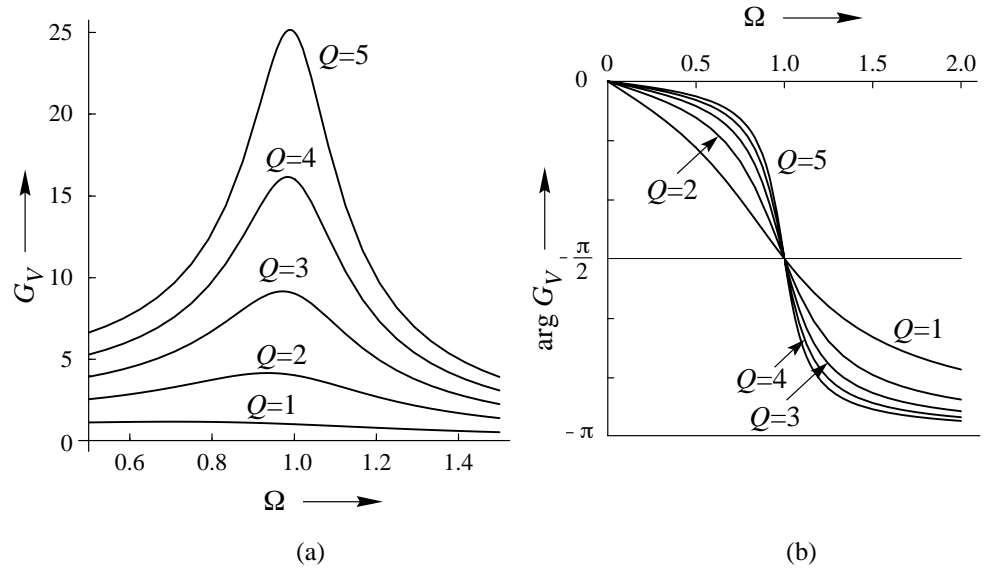 25
20
15
10
5
0
G_V
Q=5
Q=4
Q=3
Q=2
Q=1
0.6 0.8 1.0 1.2 1.4
Ω
(a)
Ω
0 0.5 1.0 1.5 2.0
0
-π/2
-π
arg G_V
Q=5
Q=2
Q=1
Q=4
Q=3
(b)